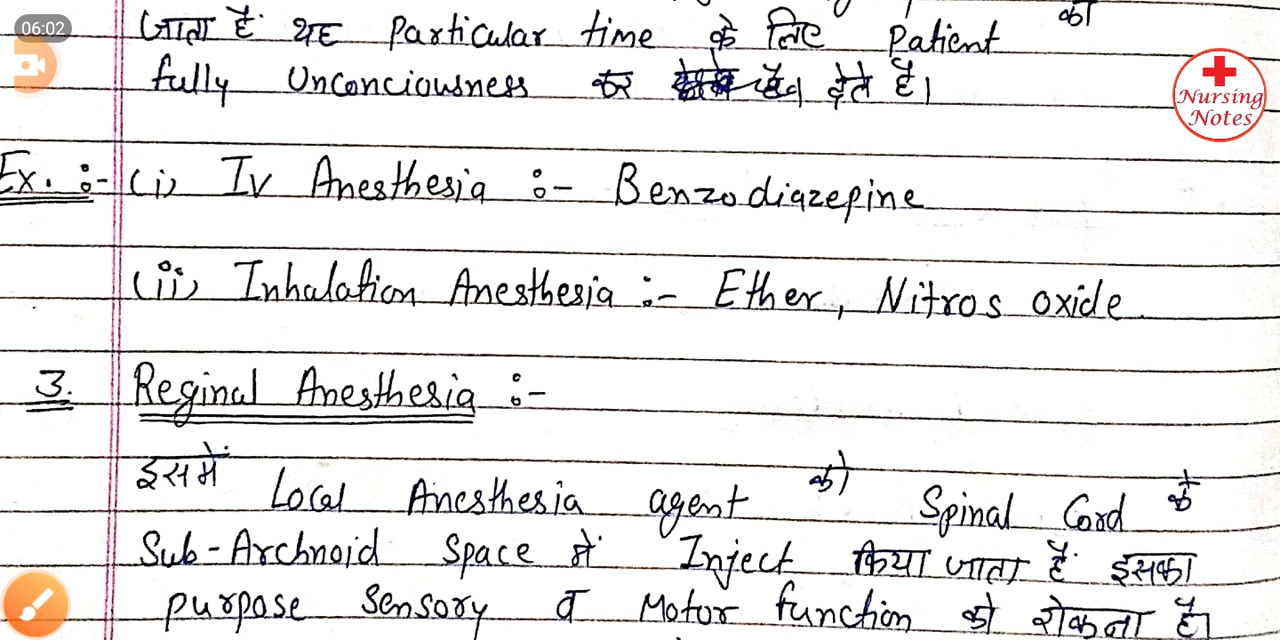 06:02
जाता है यह Particular time के लिए Patient को
fully Unconciousness कर देते है।
Nursing
Notes
Ex. :- (i) IV Anesthesia :- Benzodiazepine
(ii) Inhalation Anesthesia :- Ether, Nitros oxide
3. Reginal Anesthesia :-
इसमें Local Anesthesia agent को Spinal Cord के
Sub-Archnoid Space में Inject किया जाता है इसका
purpose Sensory व Motor function को रोकना है।